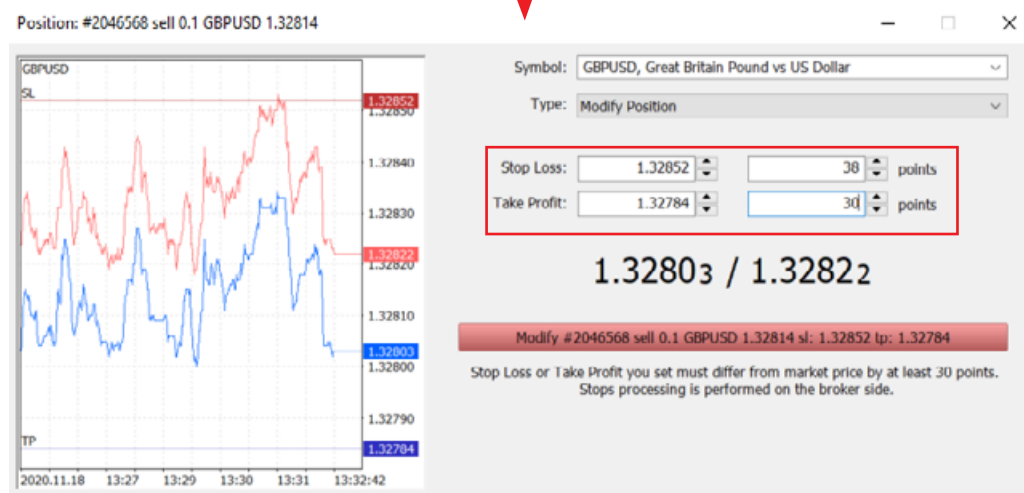 Position: #2046568 sell 0.1 GBPUSD 1.32814
GBPUSD
SL
1.32852
1.32850
1.32840
1.32830
1.32822
1.32820
1.32810
1.32803
1.32800
1.32790
TP
1.32784
2020.11.18 13:27 13:29 13:30 13:31 13:32:42
Symbol: GBPUSD, Great Britain Pound vs US Dollar
Type: Modify Position
Stop Loss: 1.32852 38 points
Take Profit: 1.32784 30 points
1.32803 / 1.32822
Modify #2046568 sell 0.1 GBPUSD 1.32814 sl: 1.32852 tp: 1.32784
Stop Loss or Take Profit you set must differ from market price by at least 30 points.
Stops processing is performed on the broker side.